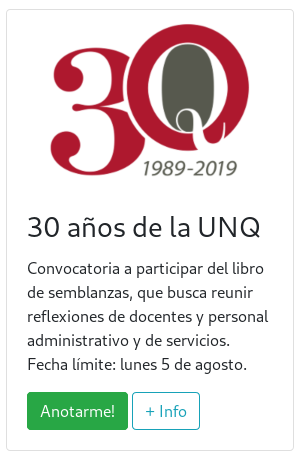 30
1989-2019
30 años de la UNQ
Convocatoria a participar del libro
de semblanzas, que busca reunir
reflexiones de docentes y personal
administrativo y de servicios.
Fecha límite: lunes 5 de agosto.
Anotarme! + Info